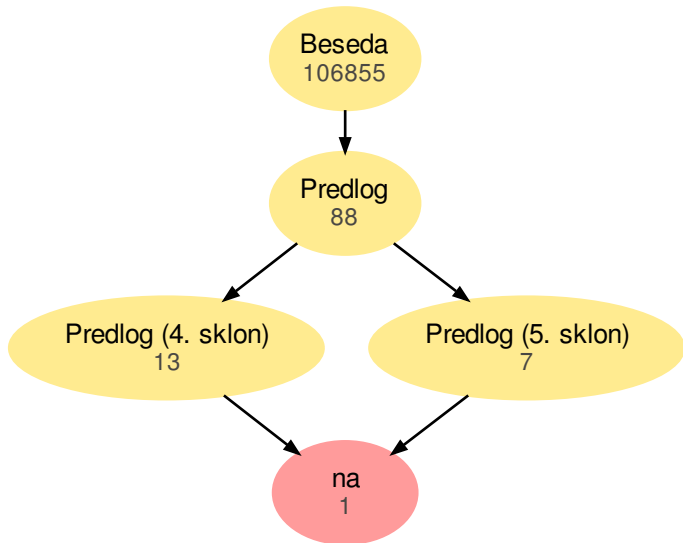 Beseda
106855
Predlog
88
Predlog (4. sklon)
13
Predlog (5. sklon)
7
na
1